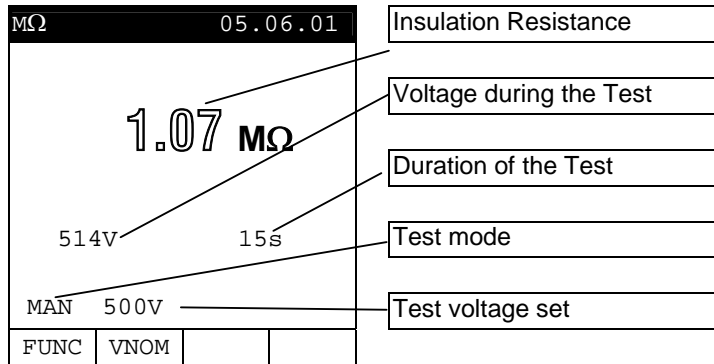 MΩ 05.06.01
Insulation Resistance
Voltage during the Test
1.07 MΩ
Duration of the Test
514V 15s
Test mode
MAN 500V
Test voltage set
FUNC VNOM